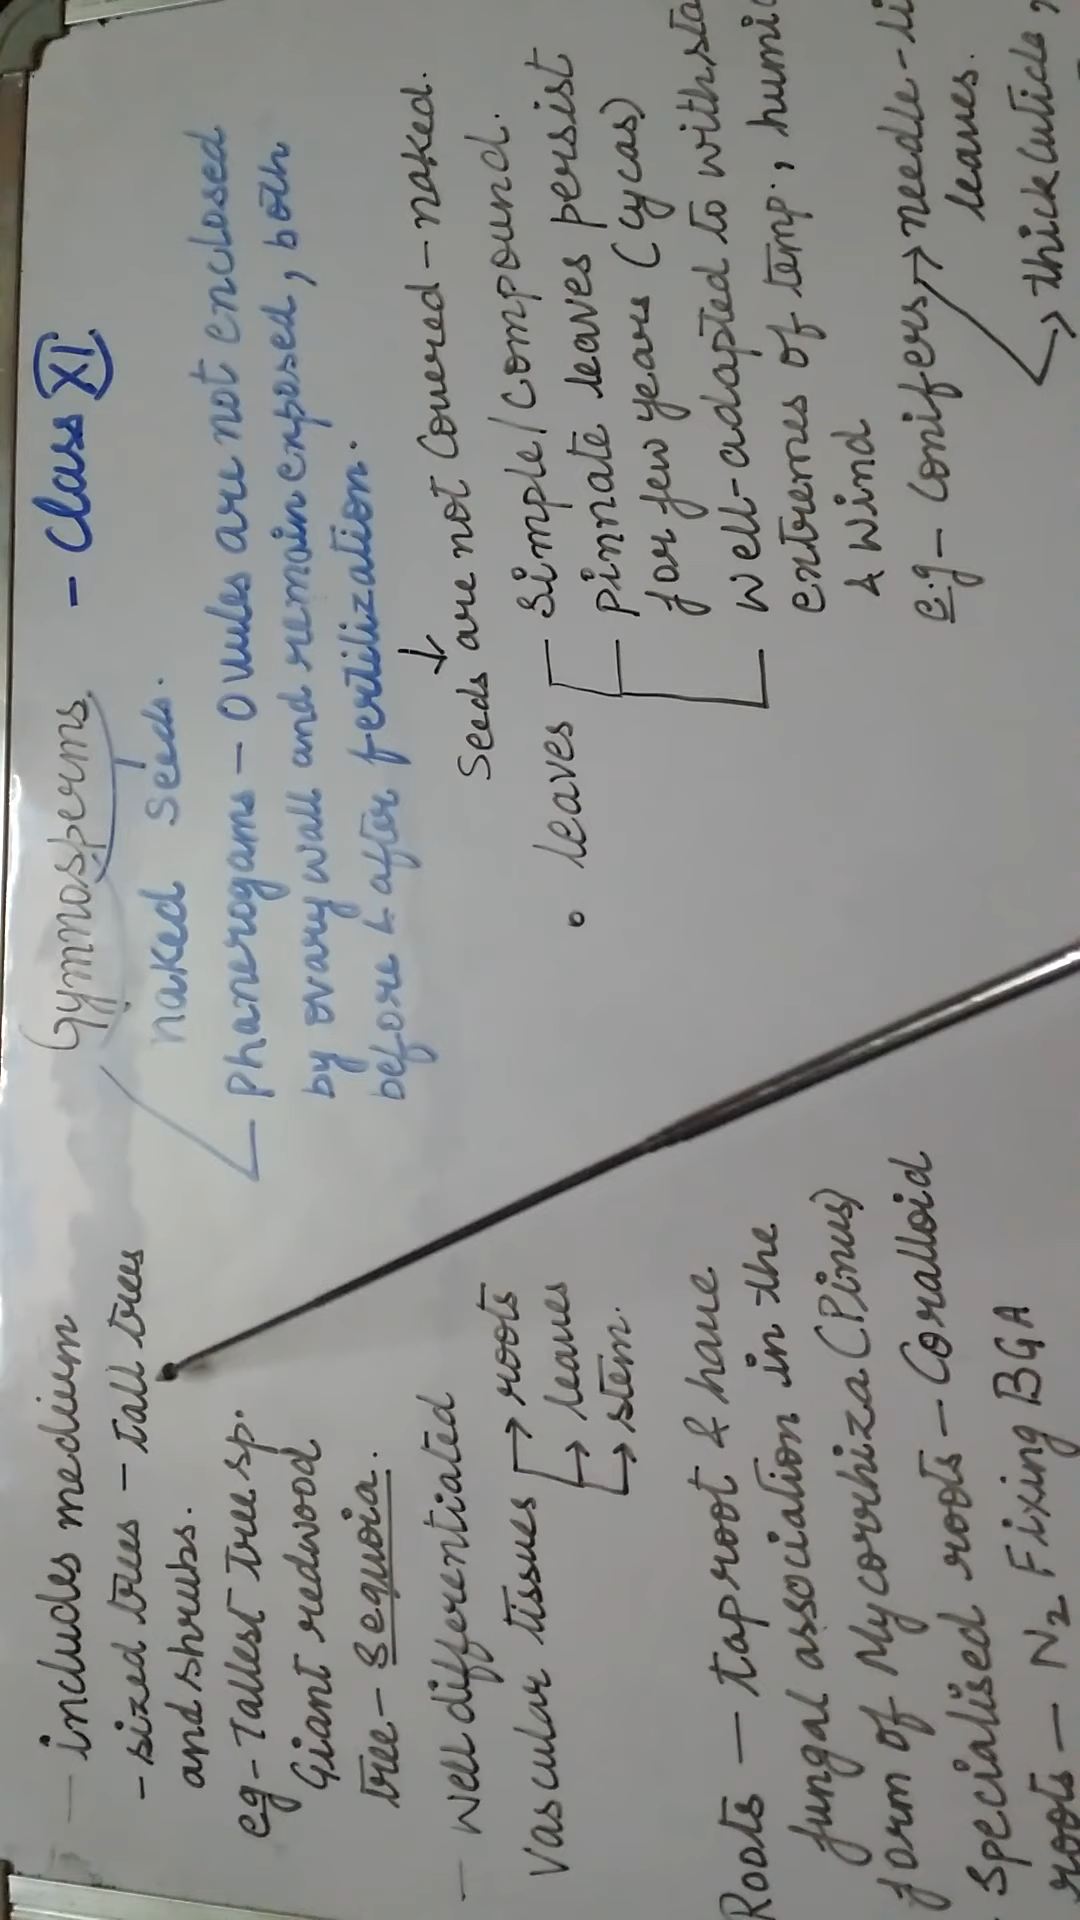 Gymnosperms - Class XI
naked seeds.
- Phanerogams - Ovules are not enclosed
by ovary wall and remain exposed, both
before & after fertilization.
↓
Seeds are not Covered - naked.
• leaves - Simple/compound.
- Pinnate leaves persist
for few years (Cycas)
- Well-adapted to
extremes of temp.,
& wind
e.g - Conifers → needle-
leaves.
→ thick cuticle,
- includes medium
- sized trees - tall trees
and shrubs.
eg - Tallest tree sp.
Giant redwood
tree - Sequoia.
- Well differentiated
Vascular tissues → roots
→ leaves
→ stem.
Roots - taproot & have
fungal association in the
form of Mycorrhiza (Pinus)
Specialised roots - Coralloid
roots - N2 Fixing BGA